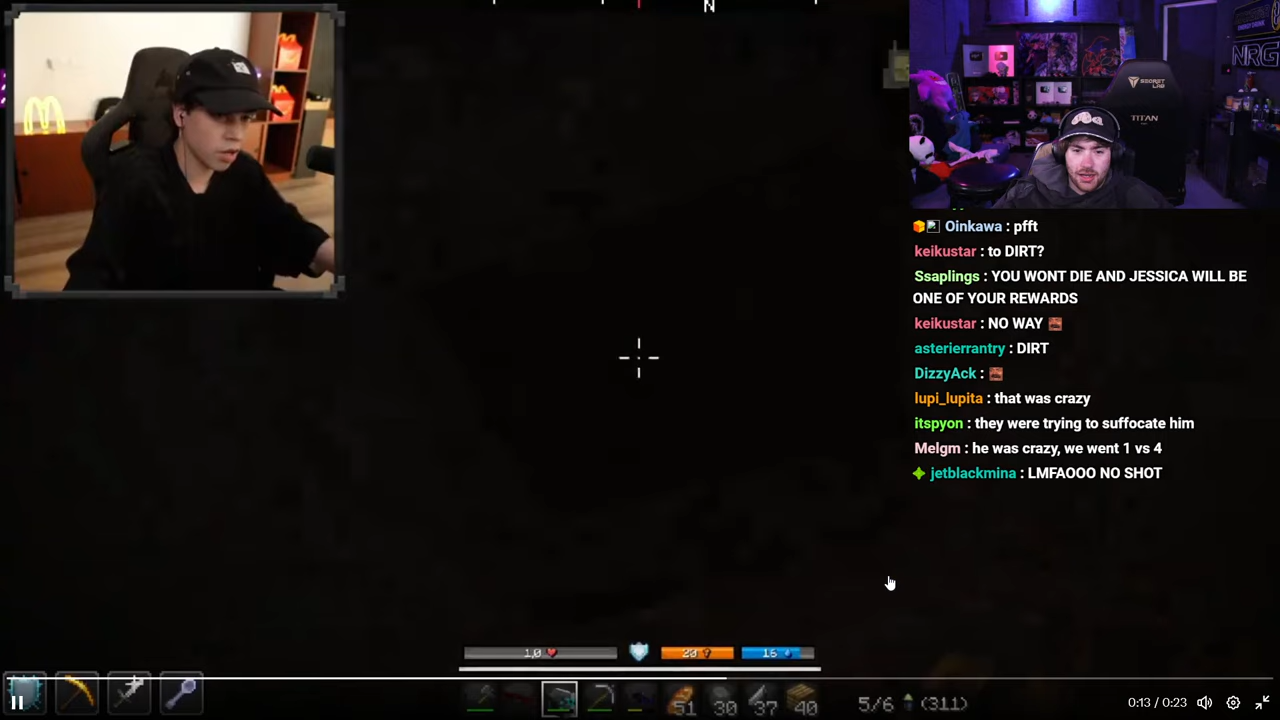 N
SECRET
LAB
TITAN
NRG
Oinkawa : pfft
keikustar : to DIRT?
Ssaplings : YOU WONT DIE AND JESSICA WILL BE
ONE OF YOUR REWARDS
keikustar : NO WAY
asterierrantry : DIRT
DizzyAck :
lupi_lupita : that was crazy
itspyon : they were trying to suffocate him
Melgm : he was crazy, we went 1 vs 4
jetblackmina : LMFAOOO NO SHOT
1,0 20 16
51 30 37 40 5/6 (311)
0:13 / 0:23